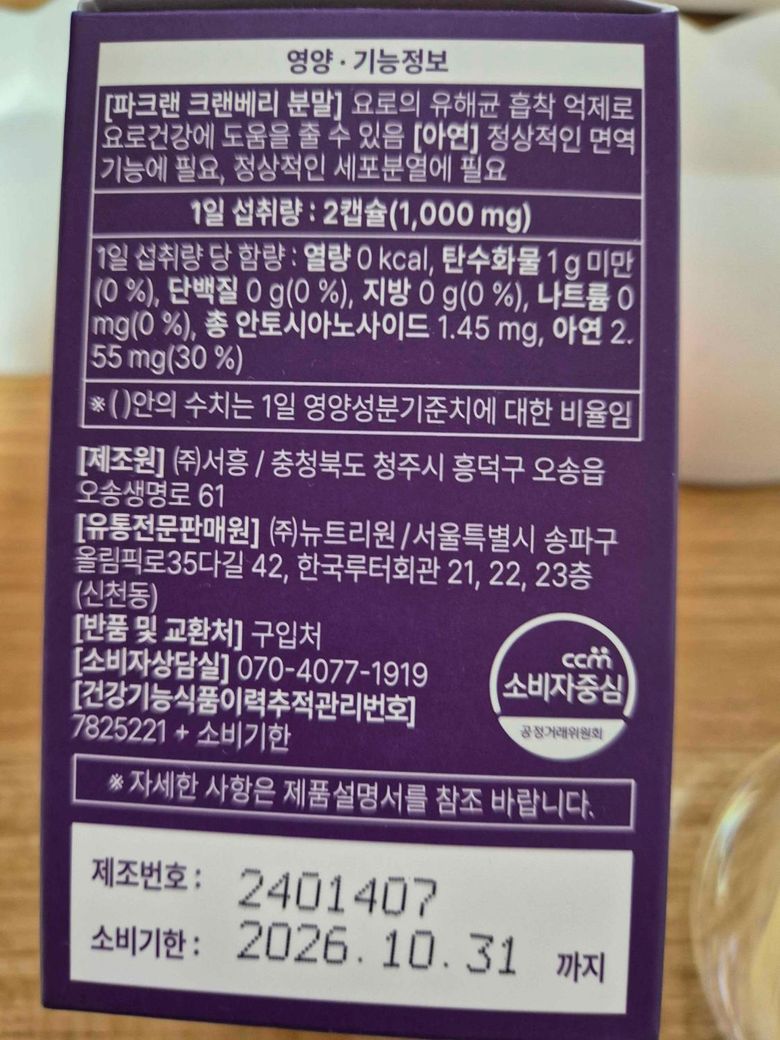 영양·기능정보
[파크랜 크랜베리 분말] 요로의 유해균 흡착 억제로
요로건강에 도움을 줄 수 있음 [아연] 정상적인 면역
기능에 필요, 정상적인 세포분열에 필요
1일 섭취량 : 2캡슐(1,000 mg)
1일 섭취량 당 함량 : 열량 0 kcal, 탄수화물 1 g 미만
(0 %), 단백질 0 g(0 %), 지방 0 g(0 %), 나트륨 0
mg(0 %), 총 안토시아노사이드 1.45 mg, 아연 2.
55 mg(30 %)
※( )안의 수치는 1일 영양성분기준치에 대한 비율임
[제조원] (주)서흥 / 충청북도 청주시 흥덕구 오송읍
오송생명로 61
[유통전문판매원] (주)뉴트리원 / 서울특별시 송파구
올림픽로35다길 42, 한국루터회관 21, 22, 23층
(신천동)
[반품 및 교환처] 구입처
[소비자상담실] 070-4077-1919
[건강기능식품이력추적관리번호]
7825221 + 소비기한
ccm
소비자중심
공정거래위원회
※ 자세한 사항은 제품설명서를 참조 바랍니다.
제조번호 : 2401407
소비기한 : 2026.10.31 까지